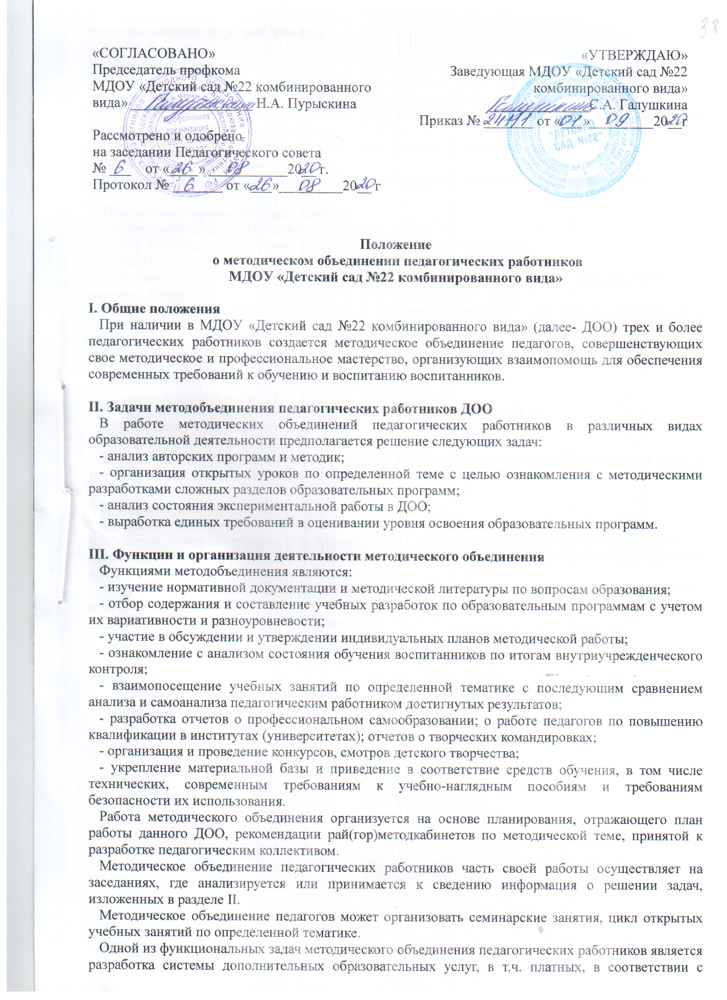 38
«СОГЛАСОВАНО»
Председатель профкома
МДОУ «Детский сад №22 комбинированного
вида» Н.А. Пурыскина
Рассмотрено и одобрено
на заседании Педагогического совета
№ 6 от «26» 08 2020 г.
Протокол № 6 от «26» 08 2020 г
«УТВЕРЖДАЮ»
Заведующая МДОУ «Детский сад №22
комбинированного вида»
С.А. Галушкина
Приказ № от «01» 09 2020 г
профсоюзная
организация
МДОУ "Детский
"ДЕТСКИЙ
САД №22"
Положение
о методическом объединении педагогических работников
МДОУ «Детский сад №22 комбинированного вида»
I. Общие положения
При наличии в МДОУ «Детский сад №22 комбинированного вида» (далее- ДОО) трех и более
педагогических работников создается методическое объединение педагогов, совершенствующих
свое методическое и профессиональное мастерство, организующих взаимопомощь для обеспечения
современных требований к обучению и воспитанию воспитанников.
II. Задачи методобъединения педагогических работников ДОО
В работе методических объединений педагогических работников в различных видах
образовательной деятельности предполагается решение следующих задач:
- анализ авторских программ и методик;
- организация открытых уроков по определенной теме с целью ознакомления с методическими
разработками сложных разделов образовательных программ;
- анализ состояния экспериментальной работы в ДОО;
- выработка единых требований в оценивании уровня освоения образовательных программ.
III. Функции и организация деятельности методического объединения
Функциями методобъединения являются:
- изучение нормативной документации и методической литературы по вопросам образования;
- отбор содержания и составление учебных разработок по образовательным программам с учетом
их вариативности и разноуровневости;
- участие в обсуждении и утверждении индивидуальных планов методической работы;
- ознакомление с анализом состояния обучения воспитанников по итогам внутриучрежденческого
контроля;
- взаимопосещение учебных занятий по определенной тематике с последующим сравнением
анализа и самоанализа педагогическим работником достигнутых результатов;
- разработка отчетов о профессиональном самообразовании; о работе педагогов по повышению
квалификации в институтах (университетах); отчетов о творческих командировках;
- организация и проведение конкурсов, смотров детского творчества;
- укрепление материальной базы и приведение в соответствие средств обучения, в том числе
технических, современным требованиям к учебно-наглядным пособиям и требованиям
безопасности их использования.
Работа методического объединения организуется на основе планирования, отражающего план
работы данного ДОО, рекомендации рай(гор)методкабинетов по методической теме, принятой к
разработке педагогическим коллективом.
Методическое объединение педагогических работников часть своей работы осуществляет на
заседаниях, где анализируется или принимается к сведению информация о решении задач,
изложенных в разделе II.
Методическое объединение педагогов может организовать семинарские занятия, цикл открытых
учебных занятий по определенной тематике.
Одной из функциональных задач методического объединения педагогических работников является
разработка системы дополнительных образовательных услуг, в т.ч. платных, в соответствии с